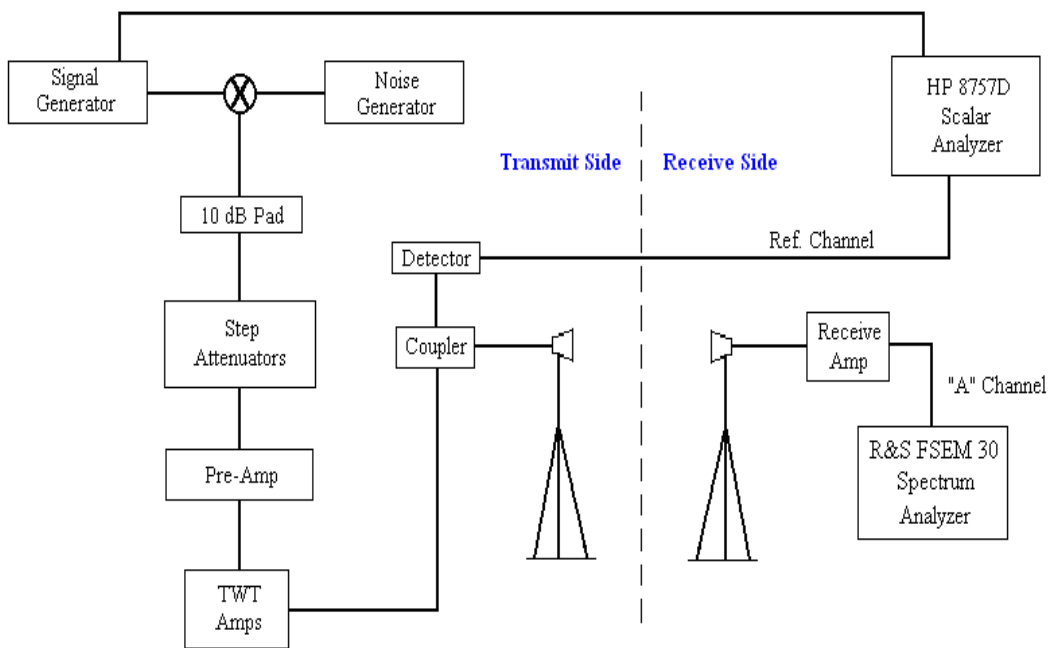 Signal
Generator
Noise
Generator
HP 8757D
Scalar
Analyzer
Transmit Side
Receive Side
10 dB Pad
Ref. Channel
Detector
Step
Attenuators
Coupler
Receive
Amp
"A" Channel
Pre-Amp
R&S FSEM 30
Spectrum
Analyzer
TWT
Amps